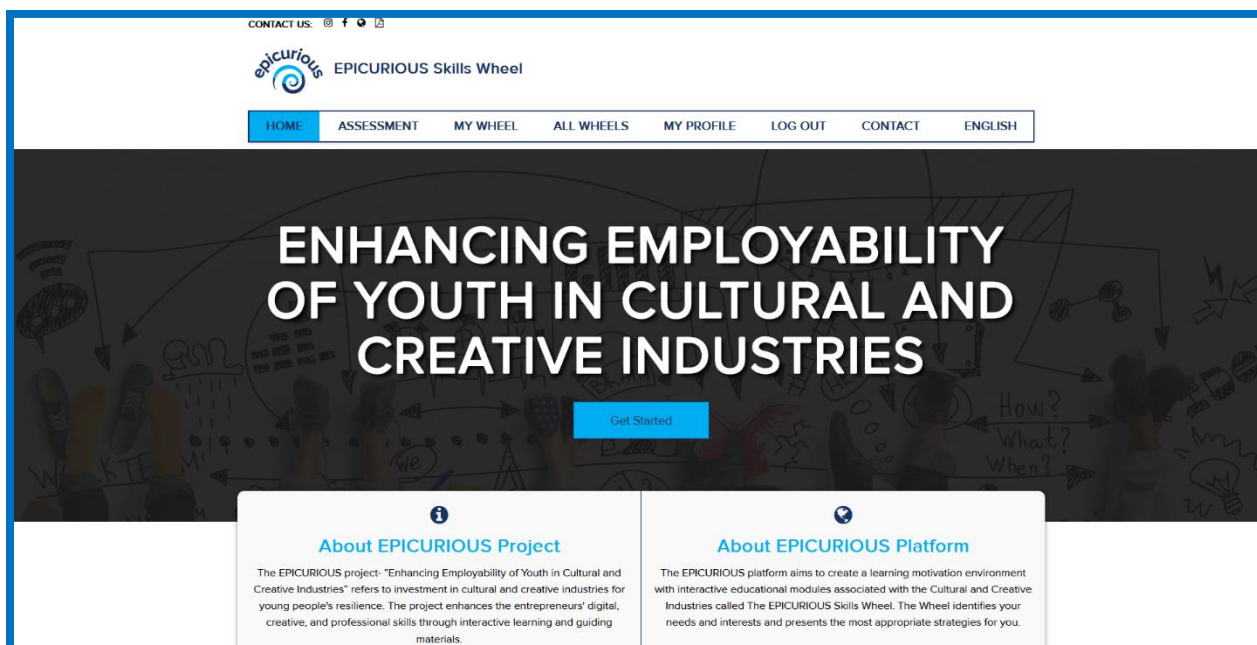 CONTACT US:
epicurious
EPICURIOUS Skills Wheel
HOME ASSESSMENT MY WHEEL ALL WHEELS MY PROFILE LOG OUT CONTACT ENGLISH
ENHANCING EMPLOYABILITY
OF YOUTH IN CULTURAL AND
CREATIVE INDUSTRIES
Get Started
How?
What?
When?
We
About EPICURIOUS Project
The EPICURIOUS project- "Enhancing Employability of Youth in Cultural and
Creative Industries" refers to investment in cultural and creative industries for
young people's resilience. The project enhances the entrepreneurs' digital,
creative, and professional skills through interactive learning and guiding
materials.
About EPICURIOUS Platform
The EPICURIOUS platform aims to create a learning motivation environment
with interactive educational modules associated with the Cultural and Creative
Industries called The EPICURIOUS Skills Wheel. The Wheel identifies your
needs and interests and presents the most appropriate strategies for you.